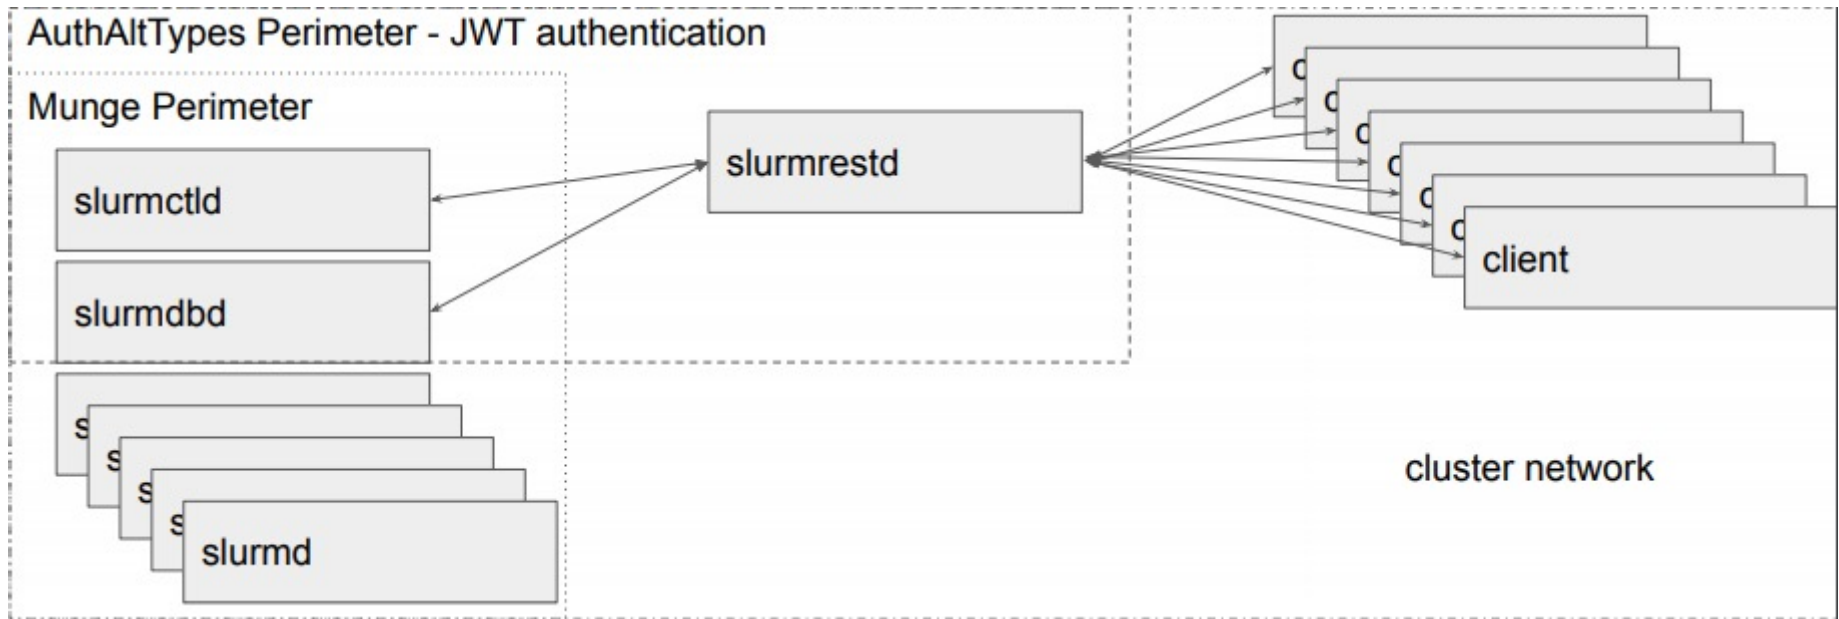 AuthAltTypes Perimeter - JWT authentication
Munge Perimeter
slurmctld
slurmdbd
s
s
s
s
slurmd
slurmrestd
c
c
c
c
c
c
client
cluster network